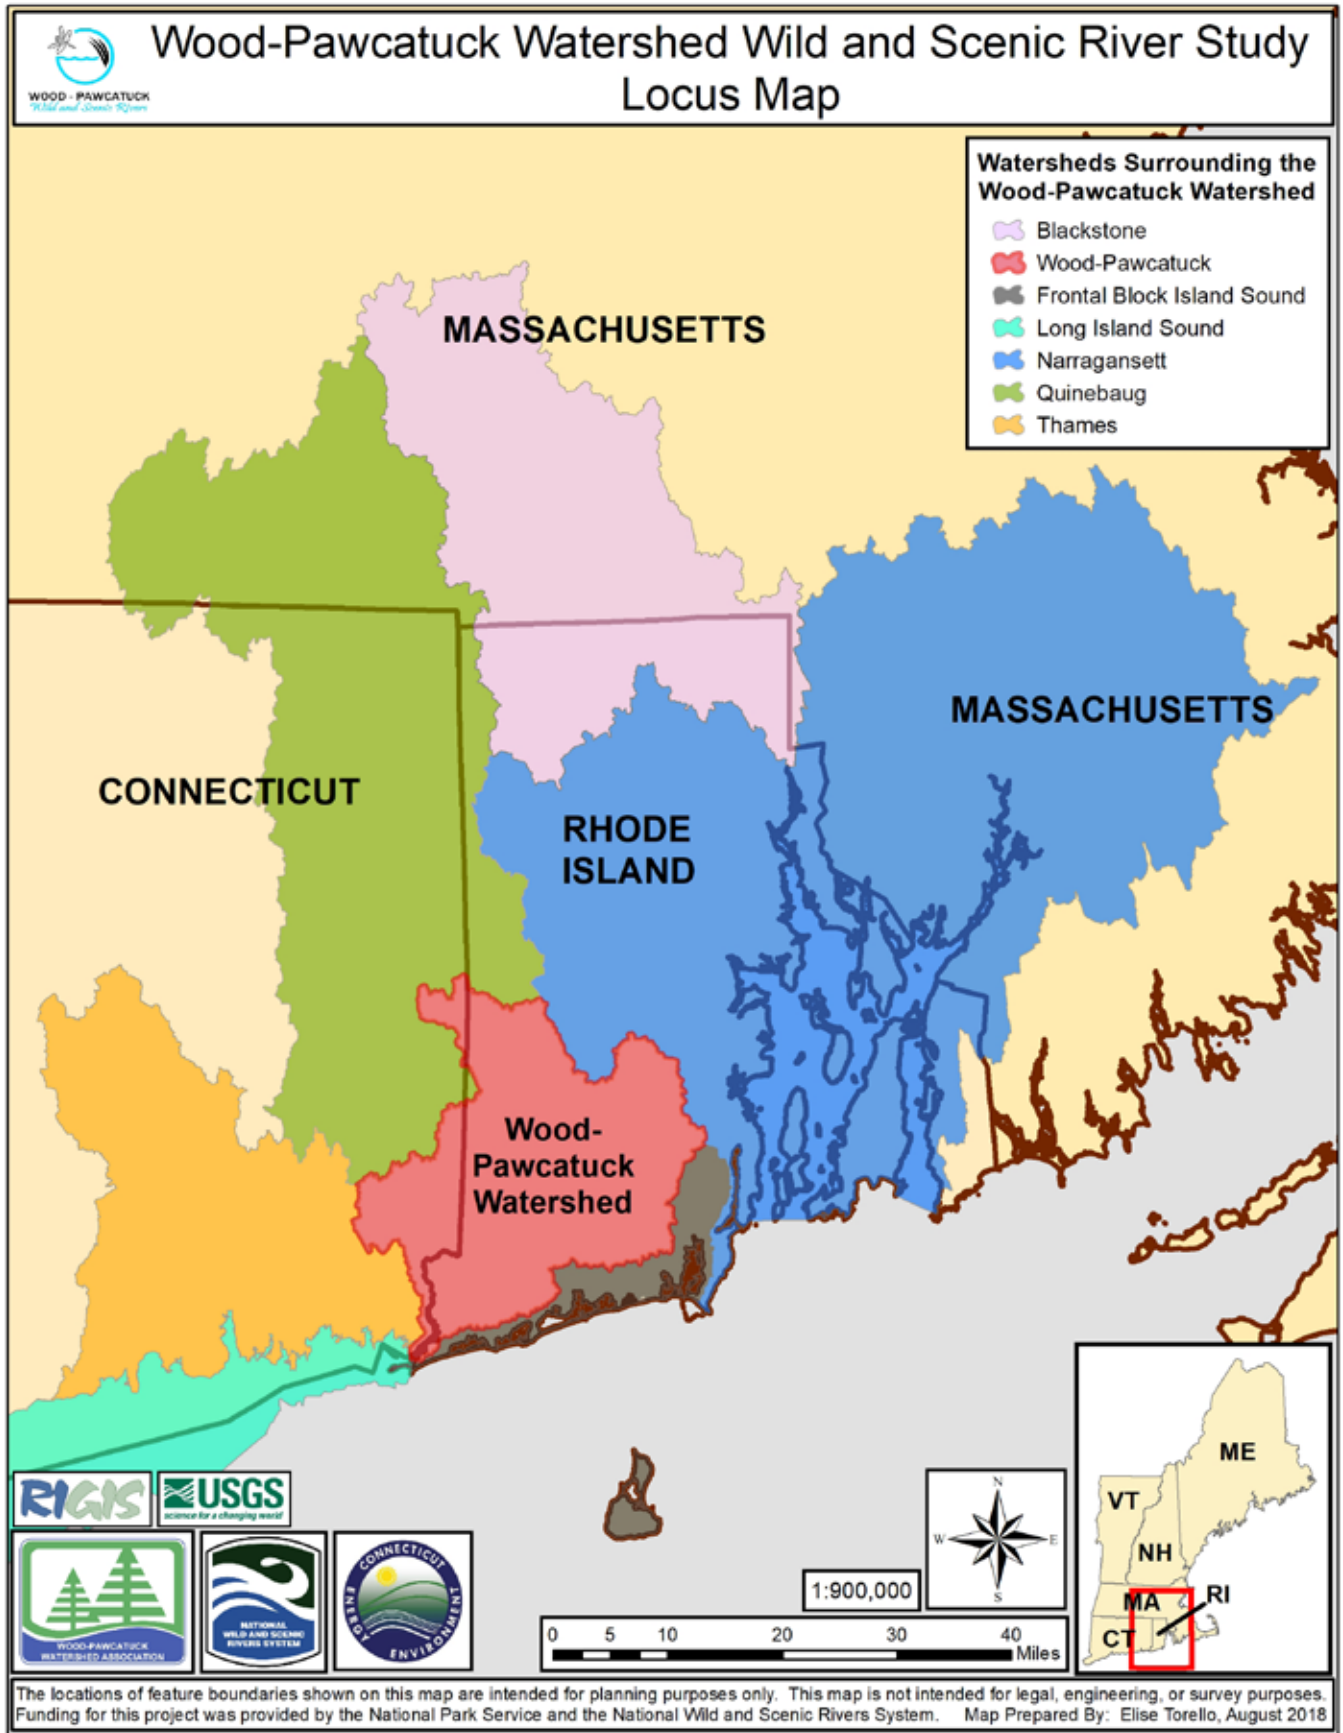 Wood-Pawcatuck Watershed Wild and Scenic River Study
Locus Map
WOOD - PAWCATUCK
Wild and Scenic Rivers
Watersheds Surrounding the
Wood-Pawcatuck Watershed
Blackstone
Wood-Pawcatuck
Frontal Block Island Sound
Long Island Sound
Narragansett
Quinebaug
Thames
MASSACHUSETTS
MASSACHUSETTS
CONNECTICUT
RHODE
ISLAND
Wood-
Pawcatuck
Watershed
RIGIS
USGS
science for a changing world
WOOD-PAWCATUCK
WATERSHED ASSOCIATION
NATIONAL
WILD AND SCENIC
RIVERS SYSTEM
CONNECTICUT
ENERGY
ENVIRONMENT
1:900,000
N
W
E
S
0 5 10 20 30 40
Miles
ME
VT
NH
MA
RI
CT
The locations of feature boundaries shown on this map are intended for planning purposes only. This map is not intended for legal, engineering, or survey purposes.
Funding for this project was provided by the National Park Service and the National Wild and Scenic Rivers System. Map Prepared By: Elise Torello, August 2018